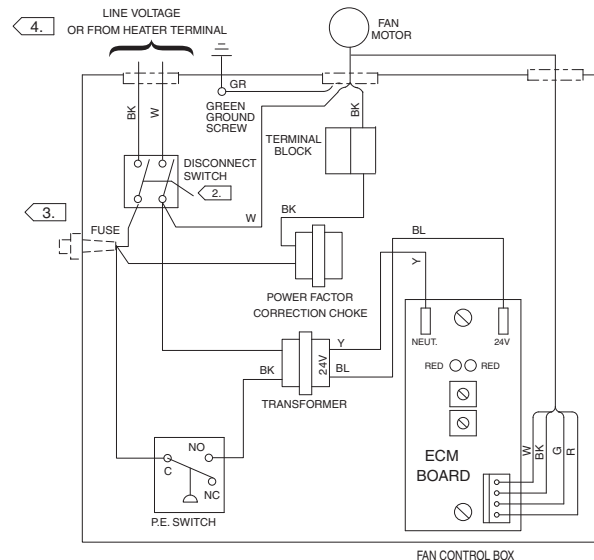 4.
LINE VOLTAGE
OR FROM HEATER TERMINAL
FAN
MOTOR
BK
W
GR
GREEN
GROUND
SCREW
BK
TERMINAL
BLOCK
DISCONNECT
SWITCH
2.
3.
W
BK
FUSE
BL
Y
POWER FACTOR
CORRECTION CHOKE
NEUT.
24V
Y
BK
24V
BL
TRANSFORMER
RED
RED
ECM
BOARD
W
BK
G
R
NO
C
NC
P.E. SWITCH
FAN CONTROL BOX